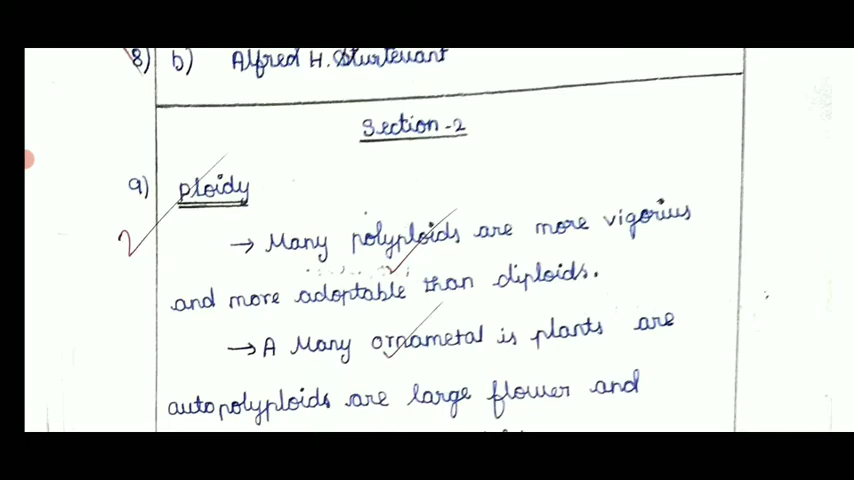 8) b) Alfred H. Sturtevant
Section-2
9) Ploidy
2
→ Many polyploids are more vigorius
and more adoptable than diploids.
→ A Many ornametal is plants are
autopolyploids are large flower and